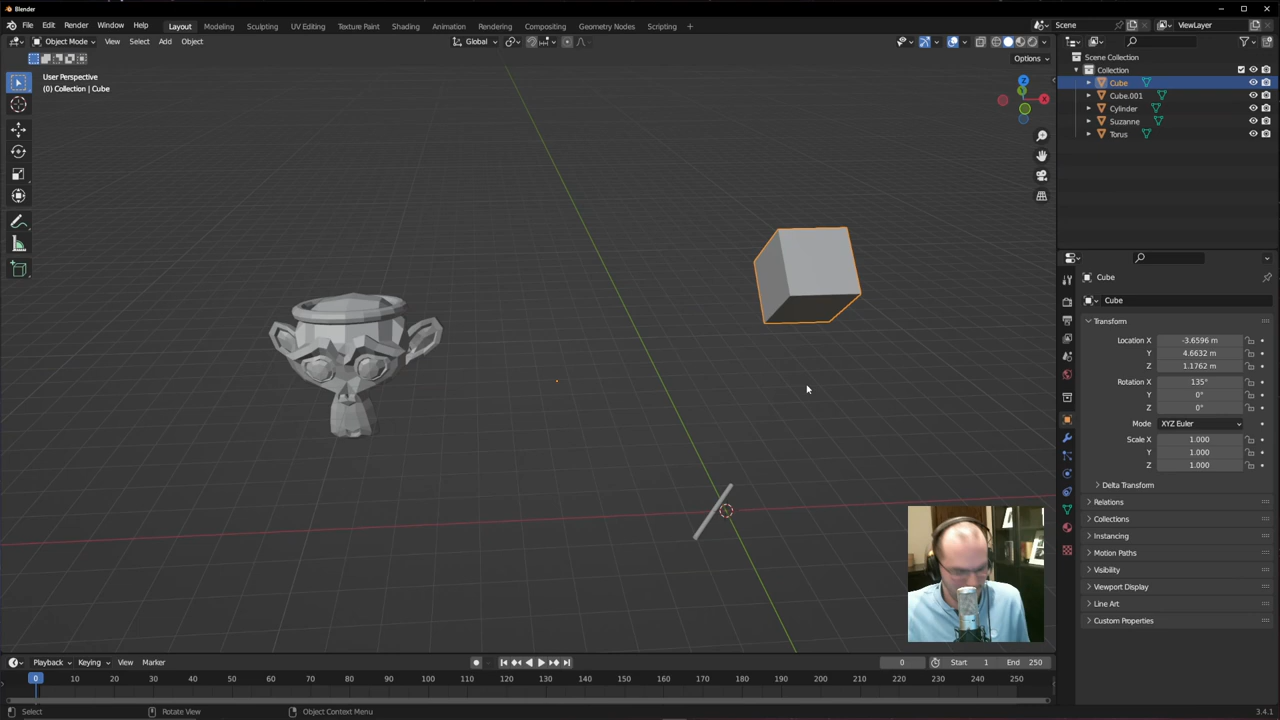 Blender
File Edit Render Window Help
Layout Modeling Sculpting UV Editing Texture Paint Shading Animation Rendering Compositing Geometry Nodes Scripting +
Scene
ViewLayer
Object Mode View Select Add Object
Global
Options
User Perspective
(0) Collection | Cube
Z
Y
X
Scene Collection
Collection
Cube
Cube.001
Cylinder
Suzanne
Torus
Cube
Cube
Transform
Location X -3.6596 m
Y 4.6632 m
Z 1.1762 m
Rotation X 135°
Y 0°
Z 0°
Mode XYZ Euler
Scale X 1.000
Y 1.000
Z 1.000
Delta Transform
Relations
Collections
Instancing
Motion Paths
Visibility
Viewport Display
Line Art
Custom Properties
Playback Keying View Marker
0 Start 1 End 250
0 10 20 30 40 50 60 70 80 90 100 110 120 130 140 150 160 170 180 190 200 210 220 230 240 250
Select Rotate View Object Context Menu
3.4.1